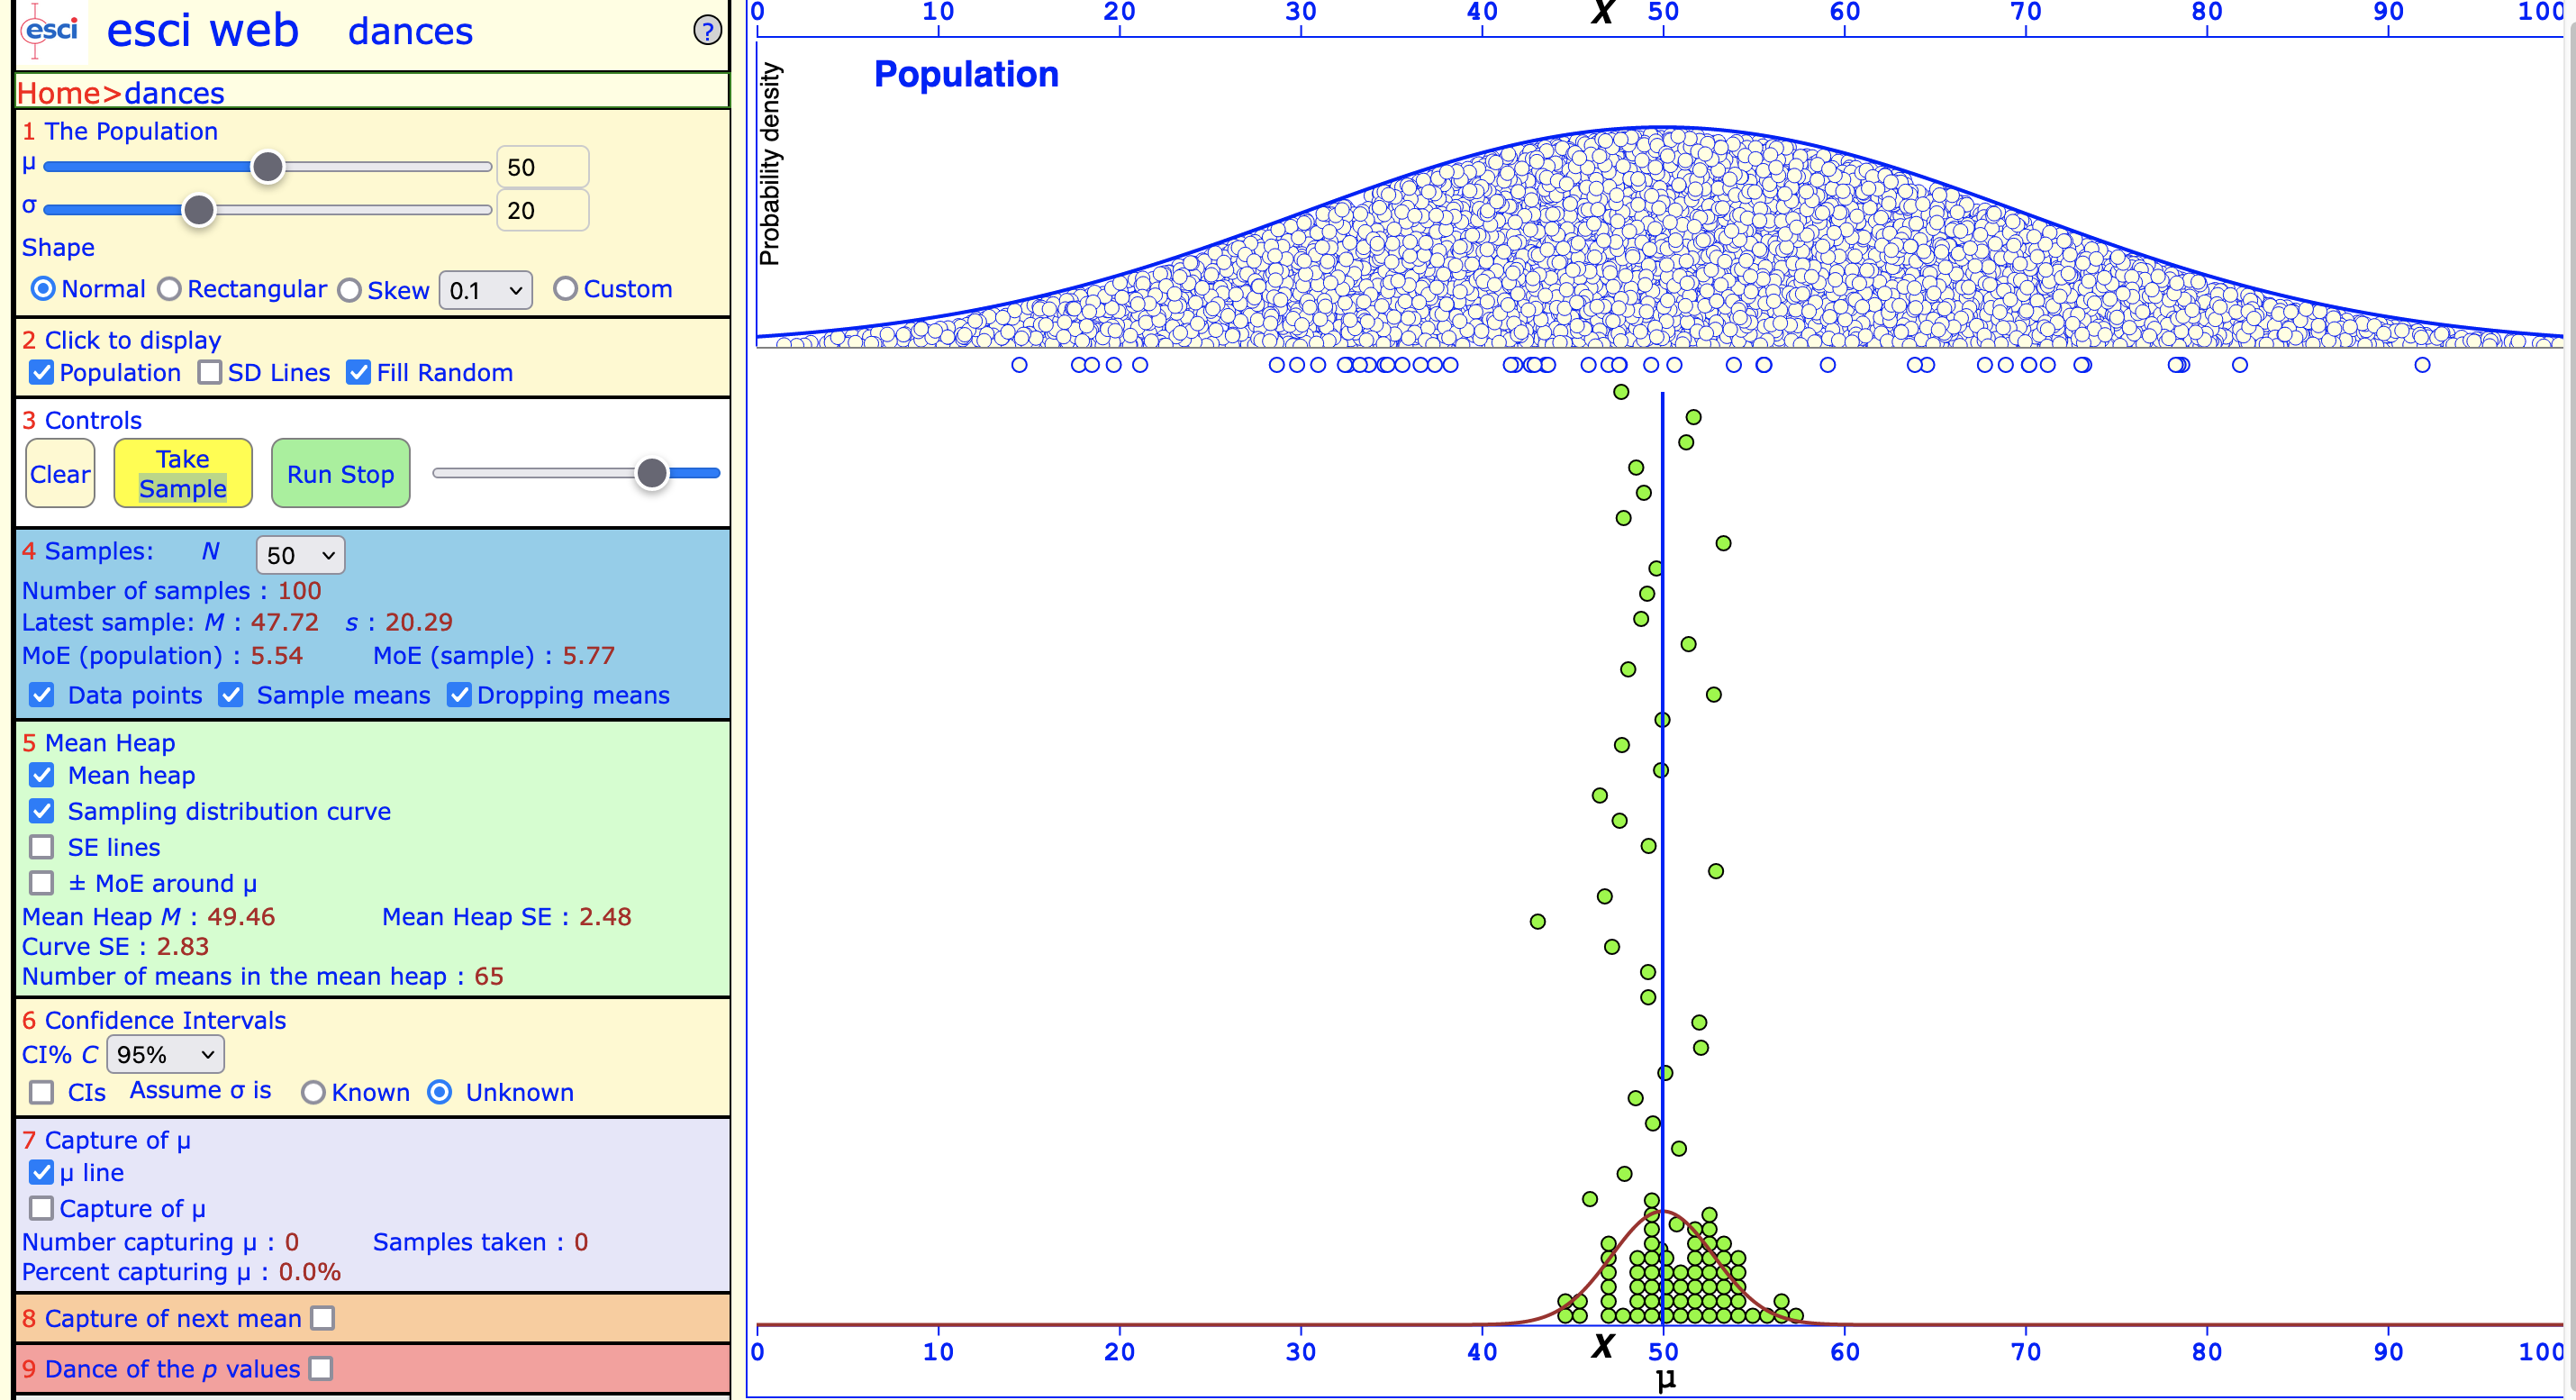 esci esci web dances ?
Home>dances
1 The Population
μ 50
σ 20
Shape
Normal Rectangular Skew 0.1 Custom
2 Click to display
Population SD Lines Fill Random
3 Controls
Clear Take Sample Run Stop
4 Samples: N 50
Number of samples : 100
Latest sample: M : 47.72 s : 20.29
MoE (population) : 5.54 MoE (sample) : 5.77
Data points Sample means Dropping means
5 Mean Heap
Mean heap
Sampling distribution curve
SE lines
± MoE around μ
Mean Heap M : 49.46 Mean Heap SE : 2.48
Curve SE : 2.83
Number of means in the mean heap : 65
6 Confidence Intervals
CI% C 95%
CIs Assume σ is Known Unknown
7 Capture of μ
μ line
Capture of μ
Number capturing μ : 0 Samples taken : 0
Percent capturing μ : 0.0%
8 Capture of next mean
9 Dance of the p values
0 10 20 30 40 X 50 60 70 80 90 100
Population
Probability density
0 10 20 30 40 X 50 60 70 80 90 100
μ